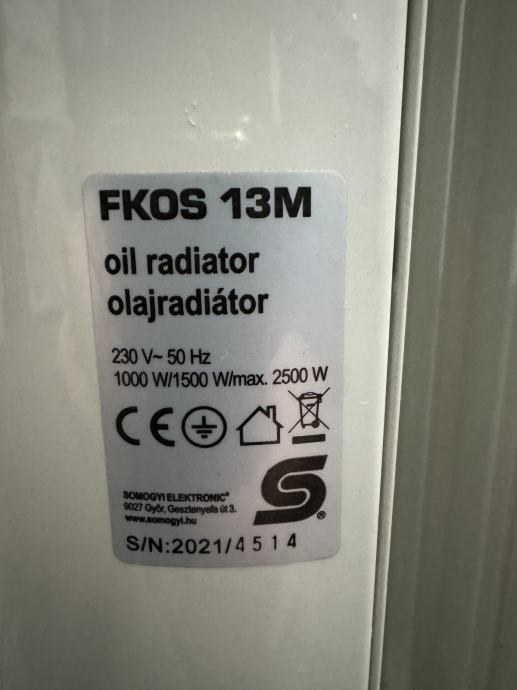 FKOS 13M
oil radiator
olajradiátor
230 V~ 50 Hz
1000 W/1500 W/max. 2500 W
CE
SOMOGYI ELEKTRONIC®
9027 Győr, Gesztenyefa út 3.
www.somogyi.hu
S ®
S/N:2021/4514